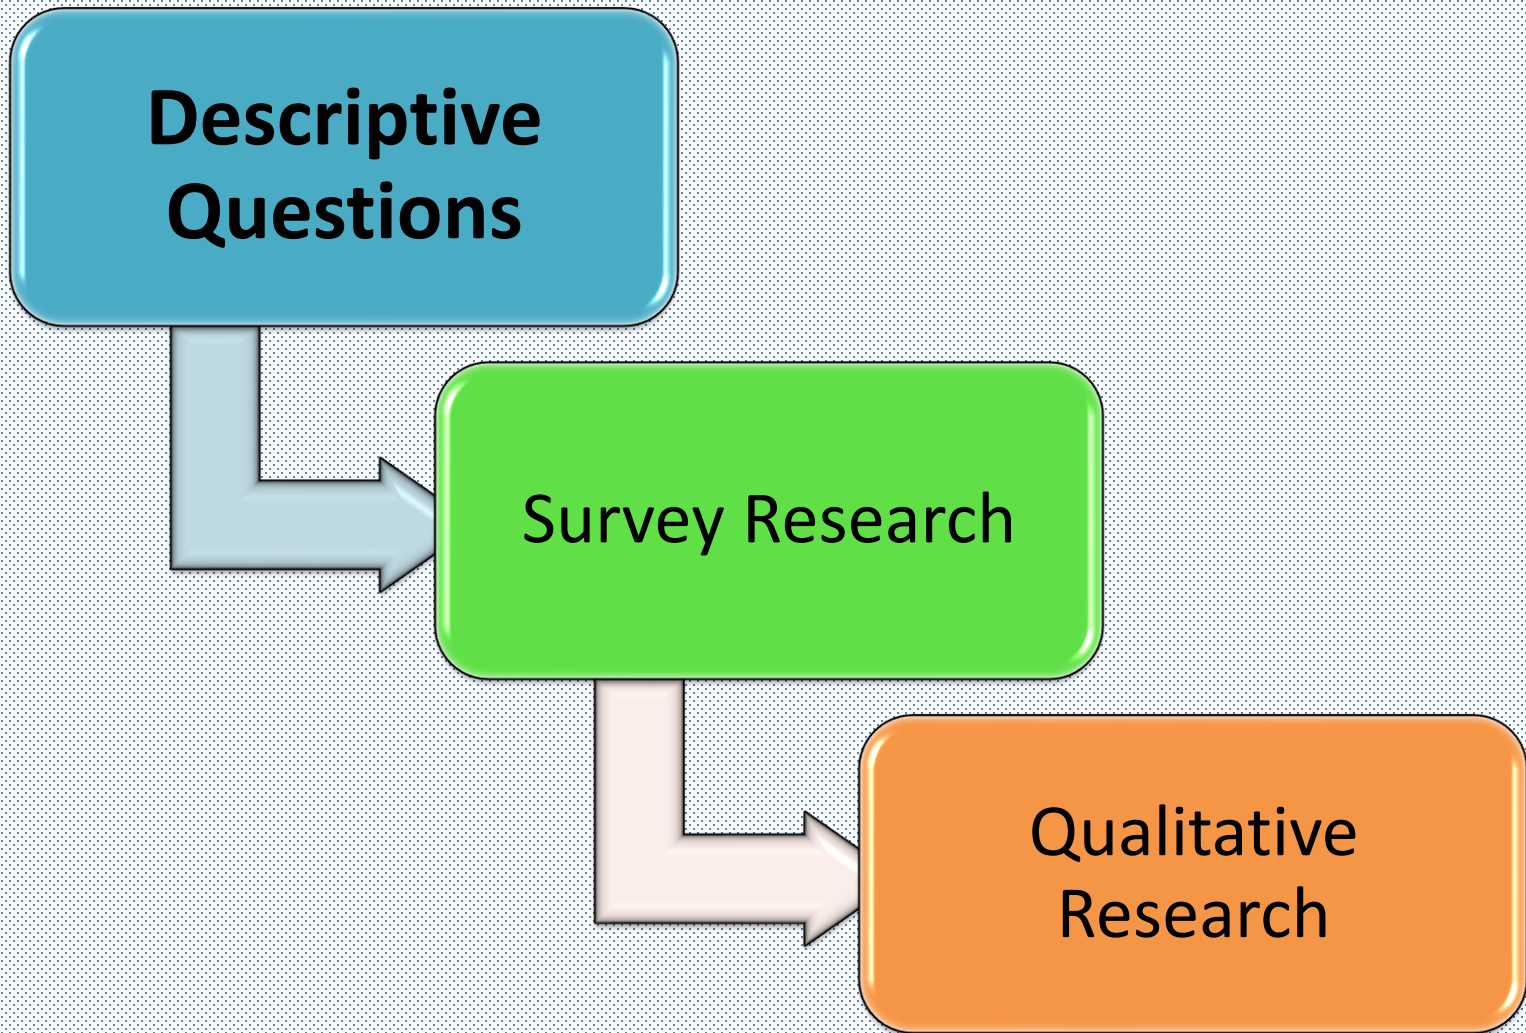 Descriptive
Questions
Survey Research
Qualitative
Research